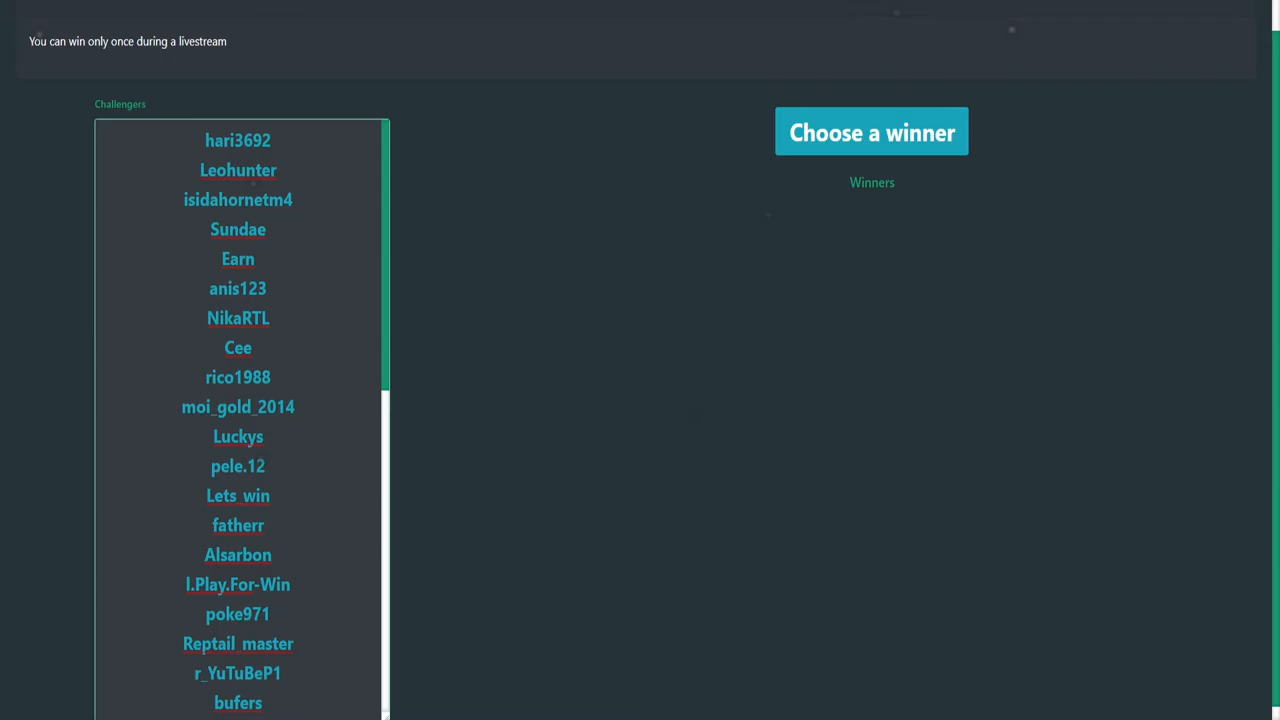 You can win only once during a livestream
Challengers
hari3692
Leohunter
isidahornetm4
Sundae
Earn
anis123
NikaRTL
Cee
rico1988
moi_gold_2014
Luckys
pele.12
Lets_win
fatherr
Alsarbon
I.Play.For-Win
poke971
Reptail_master
r_YuTuBeP1
bufers
Choose a winner
Winners